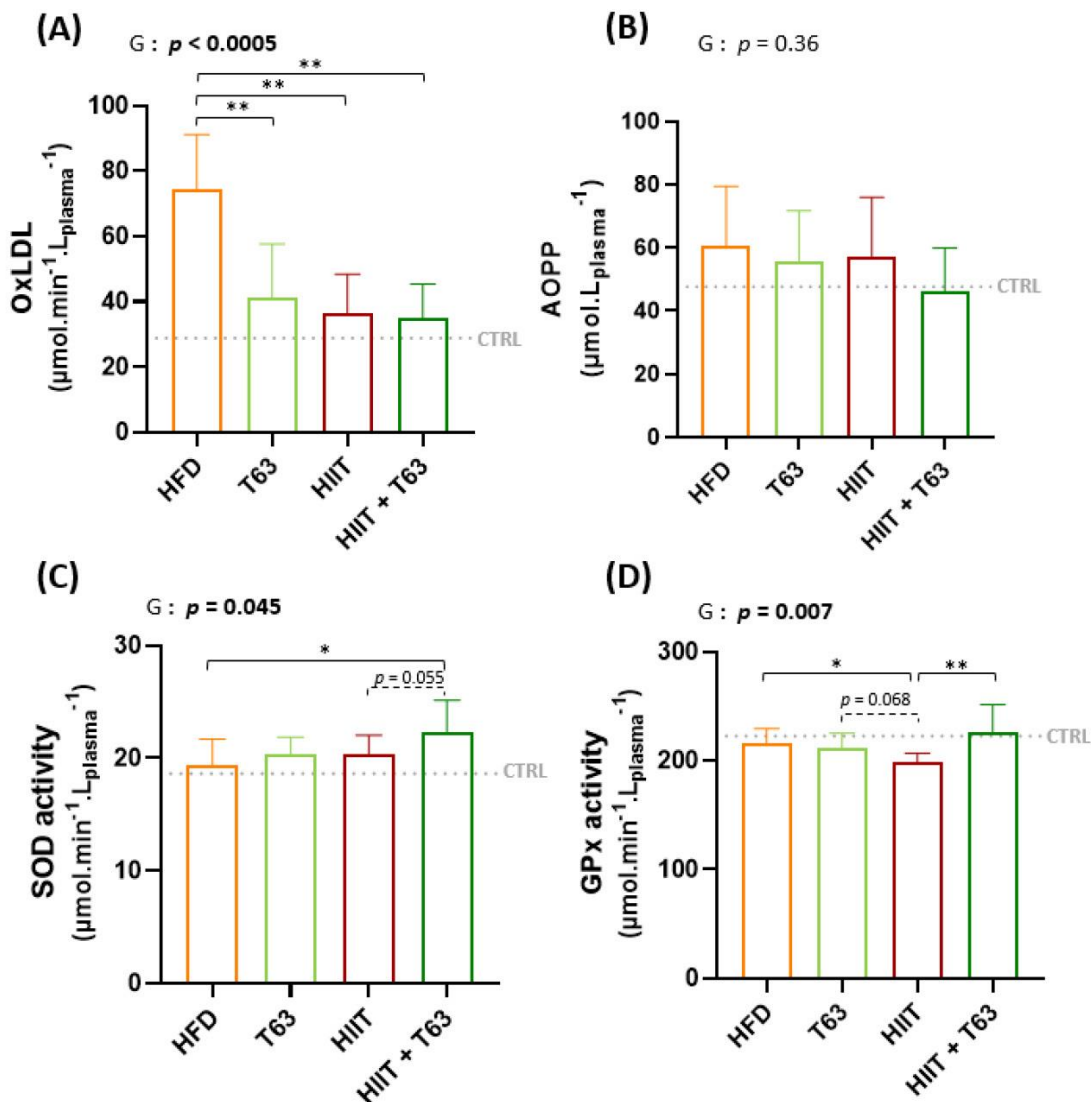 (A)
G : p < 0.0005
**
**
**
OxLDL
(µmol.min⁻¹.Lplasma⁻¹)
100
80
60
40
20
0
CTRL
HFD
T63
HIIT
HIIT + T63
(B)
G : p = 0.36
AOPP
(µmol.Lplasma⁻¹)
100
80
60
40
20
0
CTRL
HFD
T63
HIIT
HIIT + T63
(C)
G : p = 0.045
*
p = 0.055
SOD activity
(µmol.min⁻¹.Lplasma⁻¹)
30
20
10
0
CTRL
HFD
T63
HIIT
HIIT + T63
(D)
G : p = 0.007
*
**
p = 0.068
GPx activity
(µmol.min⁻¹.Lplasma⁻¹)
300
200
100
0
CTRL
HFD
T63
HIIT
HIIT + T63